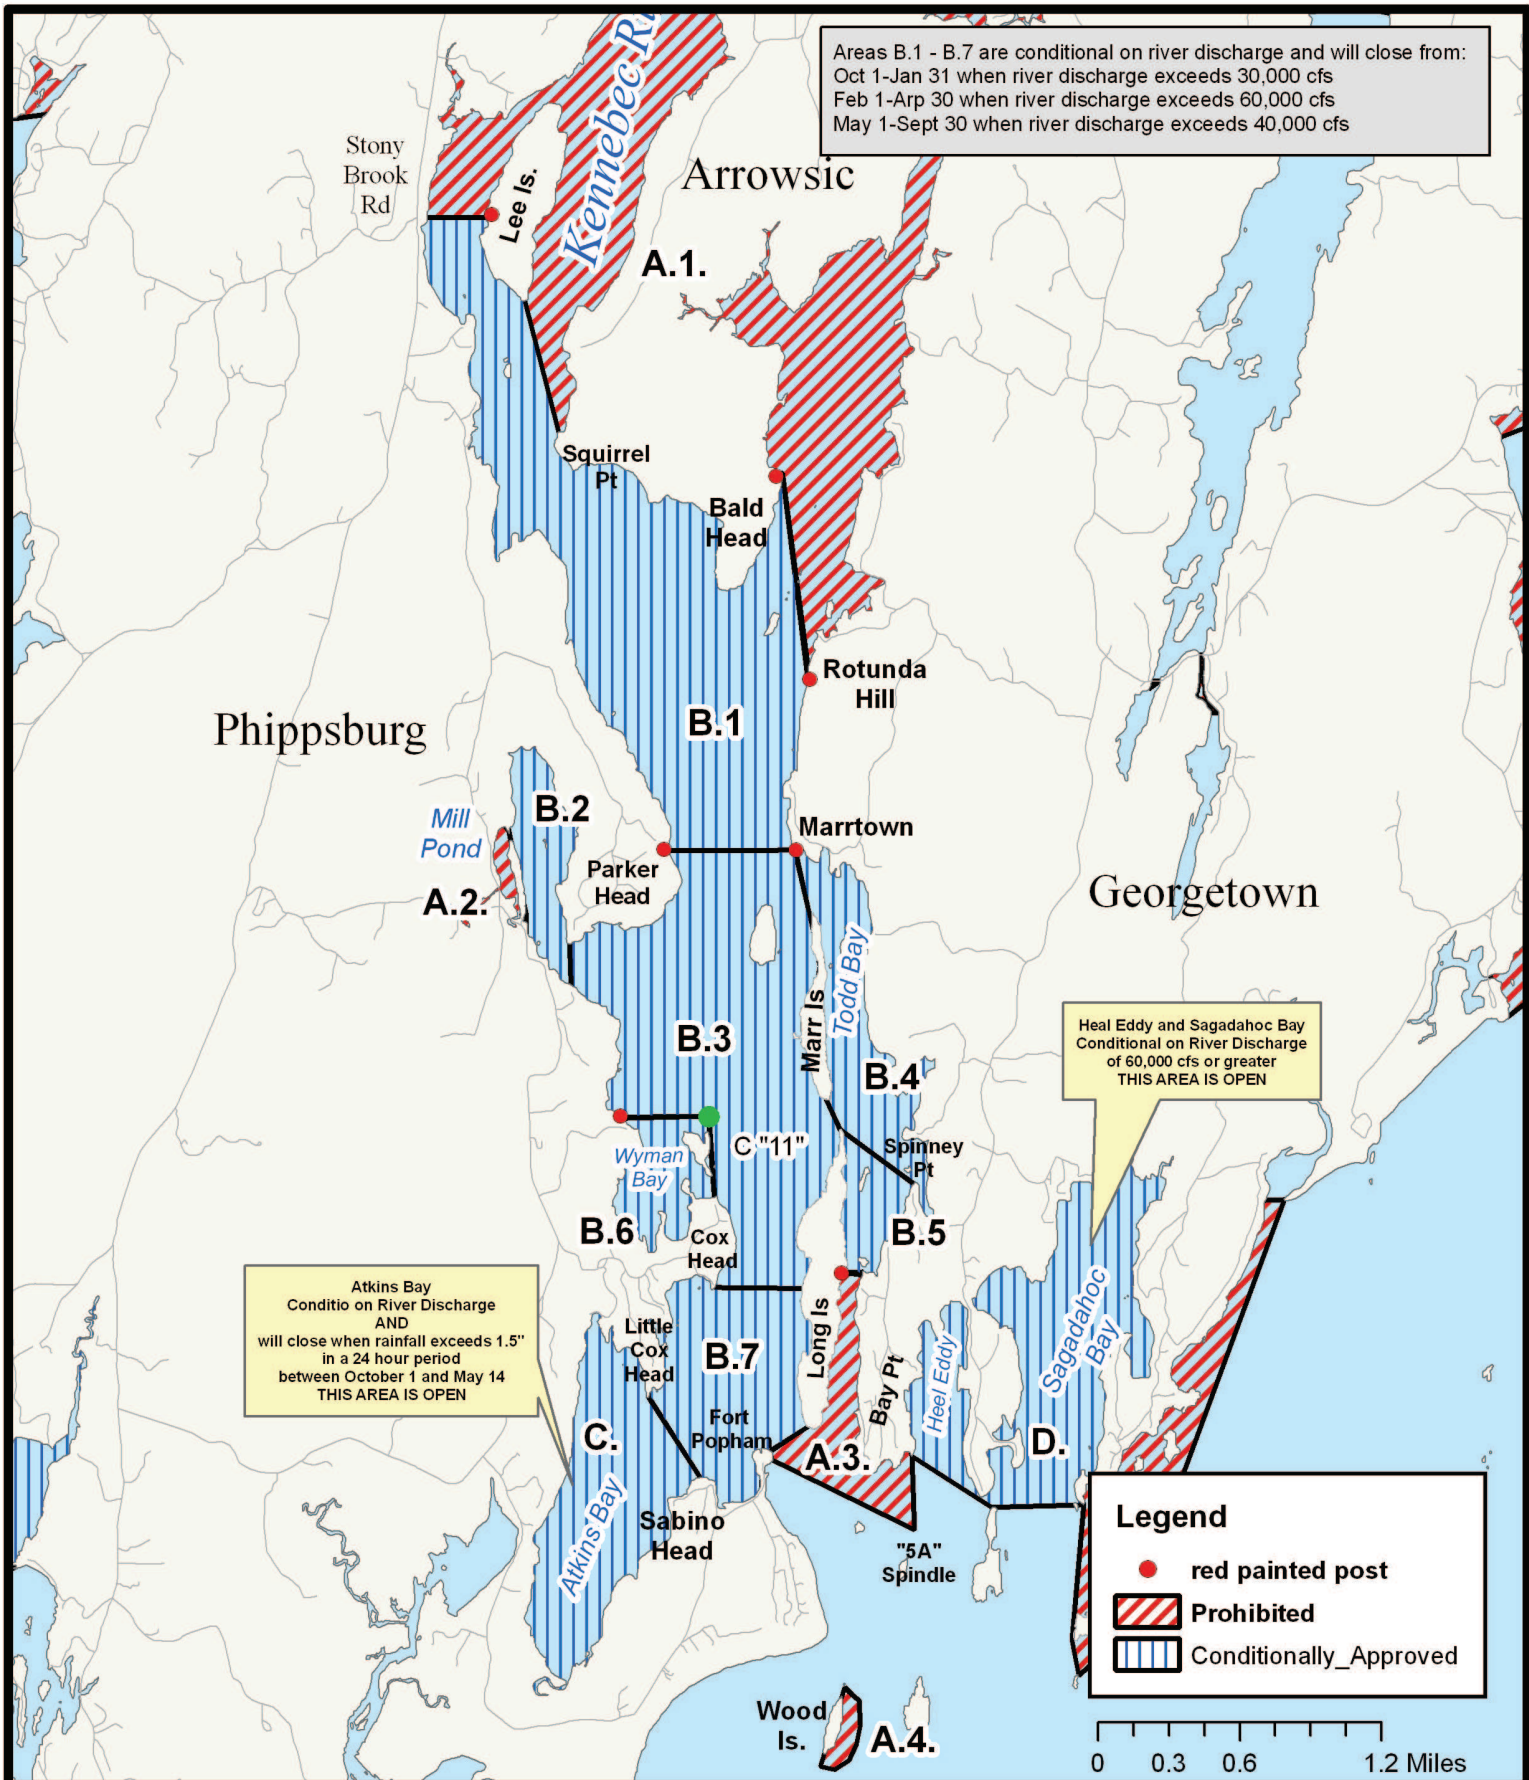 Areas B.1 - B.7 are conditional on river discharge and will close from:
Oct 1-Jan 31 when river discharge exceeds 30,000 cfs
Feb 1-Arp 30 when river discharge exceeds 60,000 cfs
May 1-Sept 30 when river discharge exceeds 40,000 cfs
Kennebec
Stony
Brook
Rd
Lee Is.
Arrowsic
A.1.
Squirrel
Pt
Bald
Head
Rotunda
Hill
Phippsburg
B.1
B.2
Mill
Pond
A.2.
Parker
Head
Marrtown
Georgetown
Todd Bay
Marr Is
B.3
B.4
Heal Eddy and Sagadahoc Bay
Conditional on River Discharge
of 60,000 cfs or greater
THIS AREA IS OPEN
C "11"
Wyman
Bay
Spinney
Pt
B.6
Cox
Head
B.5
Atkins Bay
Conditio on River Discharge
AND
will close when rainfall exceeds 1.5"
in a 24 hour period
between October 1 and May 14
THIS AREA IS OPEN
Little
Cox
Head
B.7
Long Is
Bay Pt
Heel Eddy
Sagadahoc
Bay
C.
Fort
Popham
A.3.
D.
Atkins Bay
Sabino
Head
"5A"
Spindle
Legend
red painted post
Prohibited
Conditionally_Approved
Wood
Is.
A.4.
0 0.3 0.6 1.2 Miles